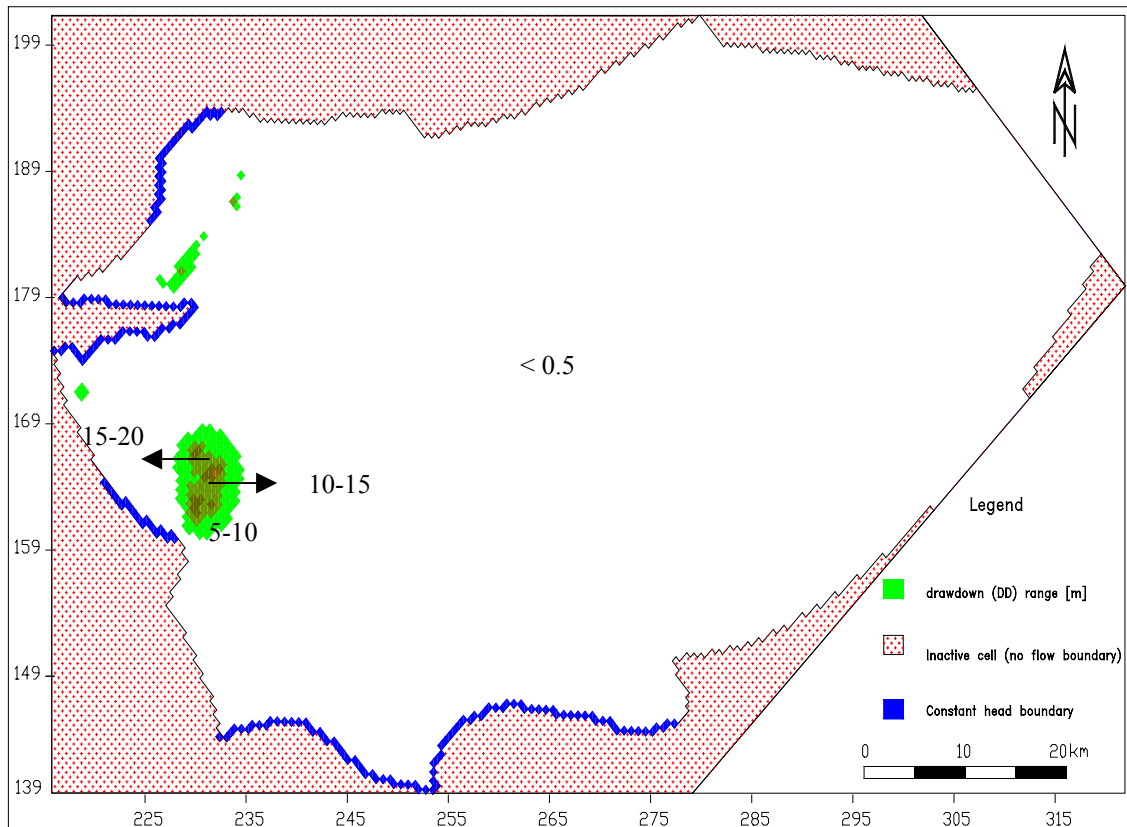 199
189
179
169
159
149
139
N
< 0.5
15-20
10-15
5-10
Legend
drawdown (DD) range [m]
Inactive cell (no flow boundary)
Constant head boundary
0 10 20km
225 235 245 255 265 275 285 295 305 315